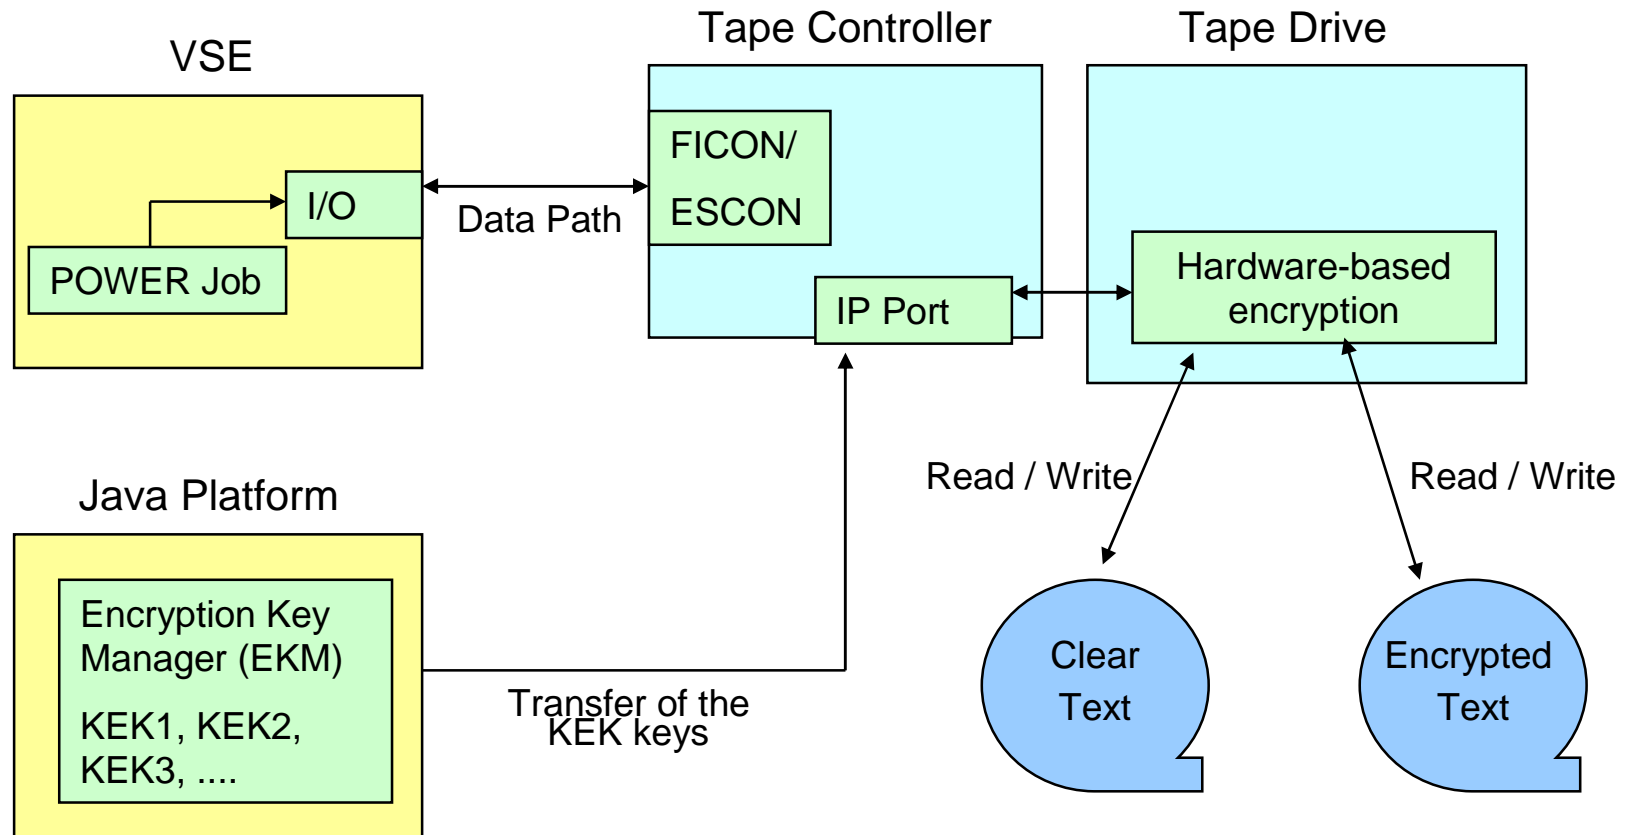 VSE
Tape Controller
Tape Drive
I/O
POWER Job
Data Path
FICON/
ESCON
IP Port
Hardware-based
encryption
Read / Write
Read / Write
Java Platform
Encryption Key
Manager (EKM)
KEK1, KEK2,
KEK3, ....
Transfer of the
KEK keys
Clear
Text
Encrypted
Text